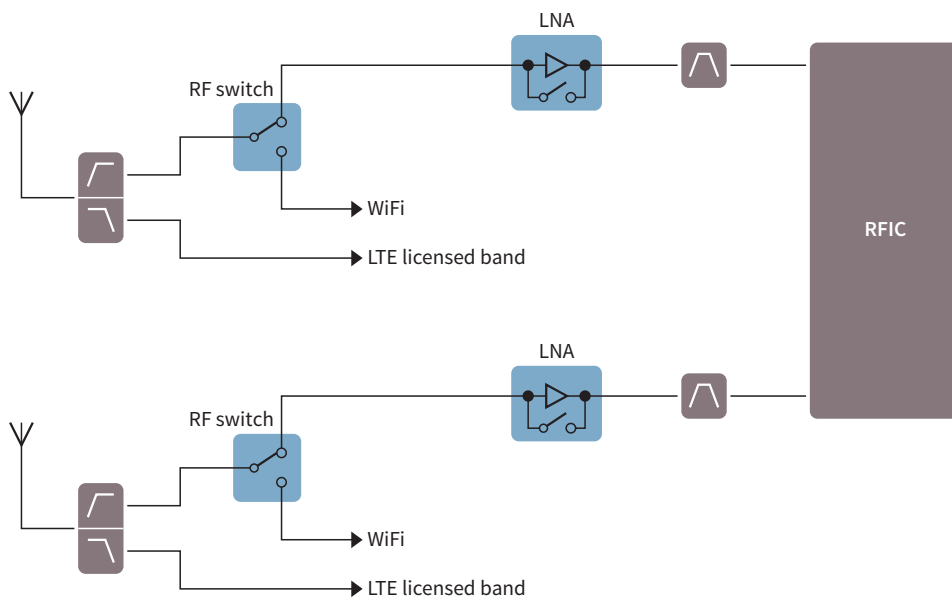 LNA
RF switch
WiFi
LTE licensed band
RFIC
LNA
RF switch
WiFi
LTE licensed band